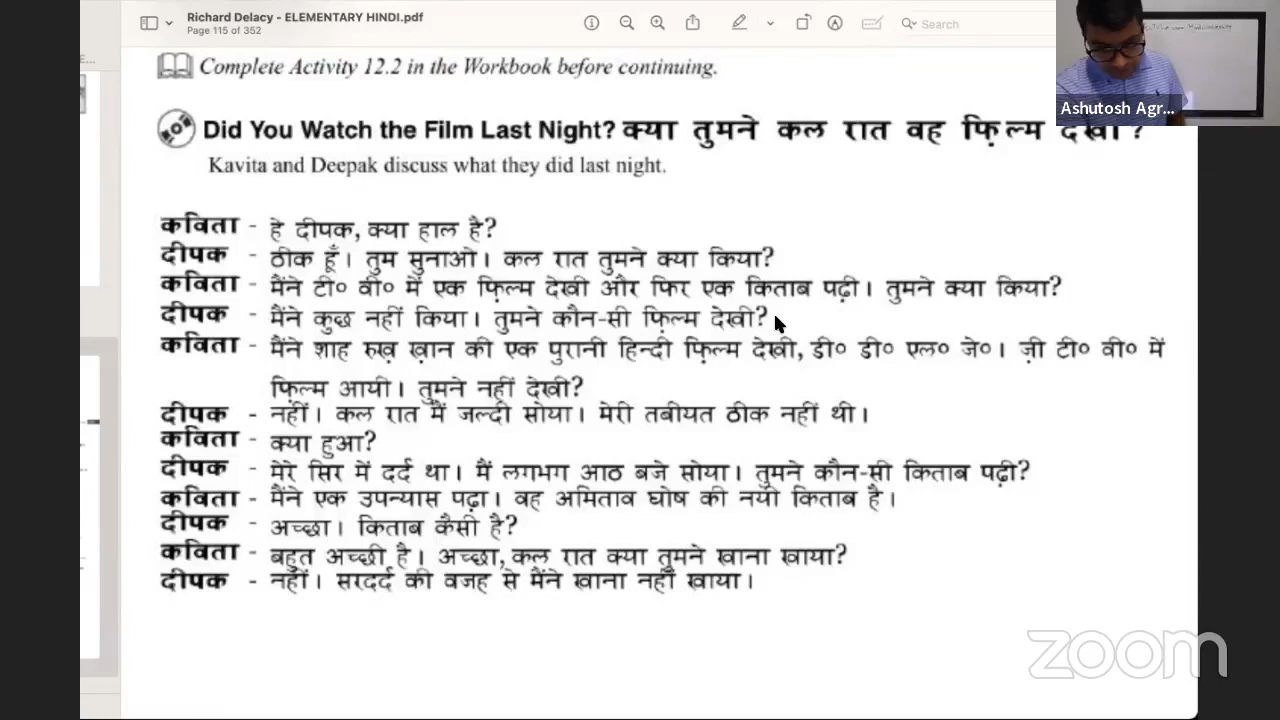 Richard Delacy - ELEMENTARY HINDI.pdf
Page 115 of 352
Search
Complete Activity 12.2 in the Workbook before continuing.
Did You Watch the Film Last Night? क्या तुमने कल रात वह फ़िल्म देखी ?
Kavita and Deepak discuss what they did last night.
कविता - हे दीपक, क्या हाल है?
दीपक - ठीक हूँ। तुम सुनाओ। कल रात तुमने क्या किया?
कविता - मैंने टी० वी० में एक फ़िल्म देखी और फिर एक किताब पढ़ी। तुमने क्या किया?
दीपक - मैंने कुछ नहीं किया। तुमने कौन-सी फ़िल्म देखी?
कविता - मैंने शाह रुख़ ख़ान की एक पुरानी हिन्दी फ़िल्म देखी, डी० डी० एल० जे०। ज़ी टी० वी० में
फ़िल्म आयी। तुमने नहीं देखी?
दीपक - नहीं। कल रात मैं जल्दी सोया। मेरी तबीयत ठीक नहीं थी।
कविता - क्या हुआ?
दीपक - मेरे सिर में दर्द था। मैं लगभग आठ बजे सोया। तुमने कौन-सी किताब पढ़ी?
कविता - मैंने एक उपन्यास पढ़ा। वह अमिताव घोष की नयी किताब है।
दीपक - अच्छा। किताब कैसी है?
कविता - बहुत अच्छी है। अच्छा, कल रात क्या तुमने खाना खाया?
दीपक - नहीं। सरदर्द की वजह से मैंने खाना नहीं खाया।
Ashutosh Agr...
zoom